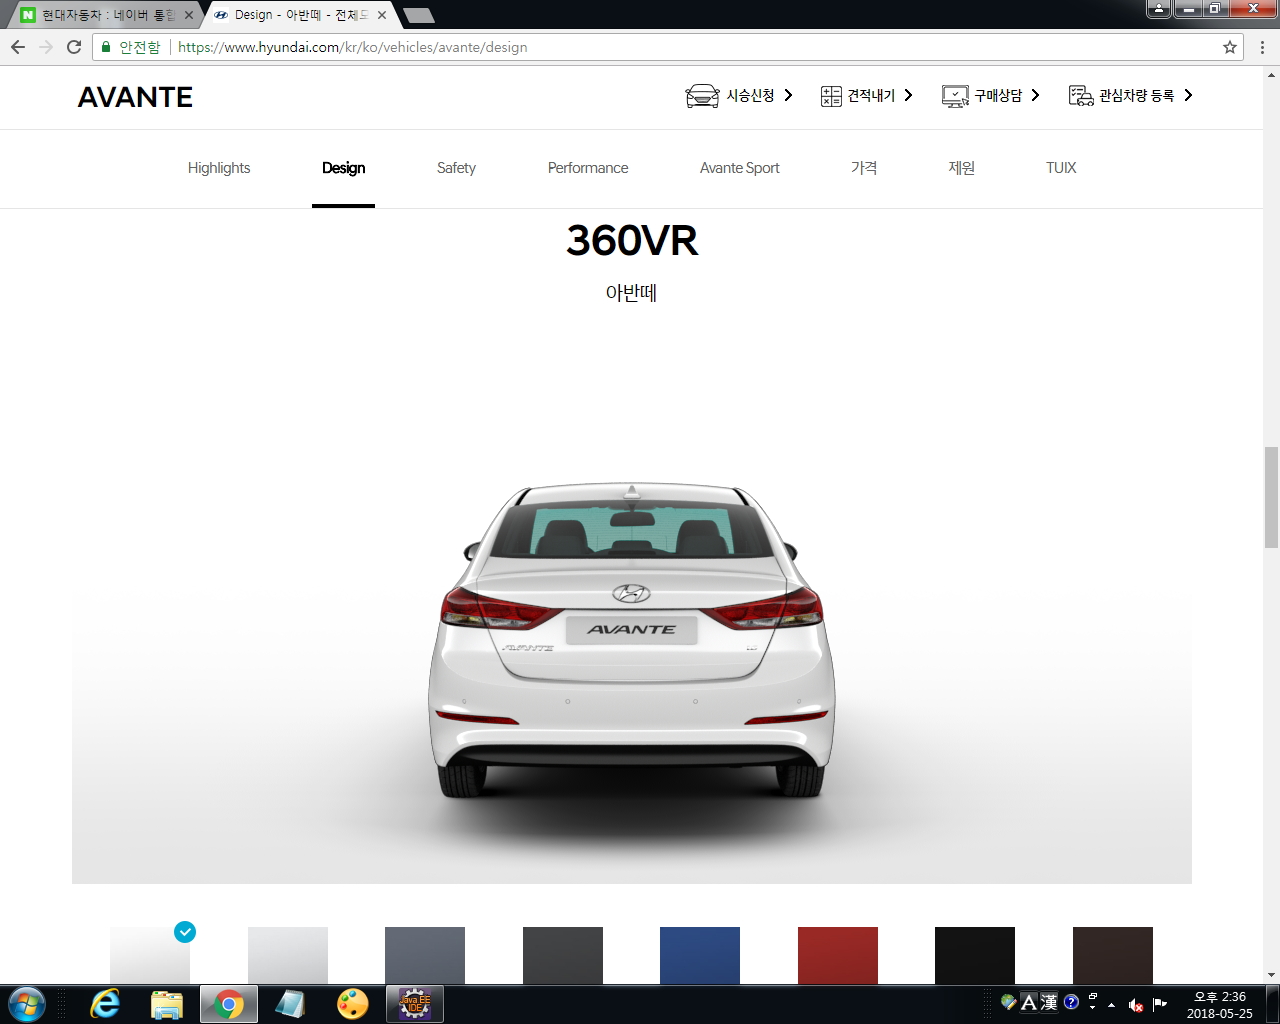 현대자동차 : 네이버 통합
Design - 아반떼 - 전체모
안전함
https://www.hyundai.com/kr/ko/vehicles/avante/design
AVANTE
시승신청
견적내기
구매상담
관심차량 등록
Highlights
Design
Safety
Performance
Avante Sport
가격
제원
TUIX
360VR
아반떼
AVANTE
AVANTE
Java EE
IDE
A 漢
오후 2:36
2018-05-25